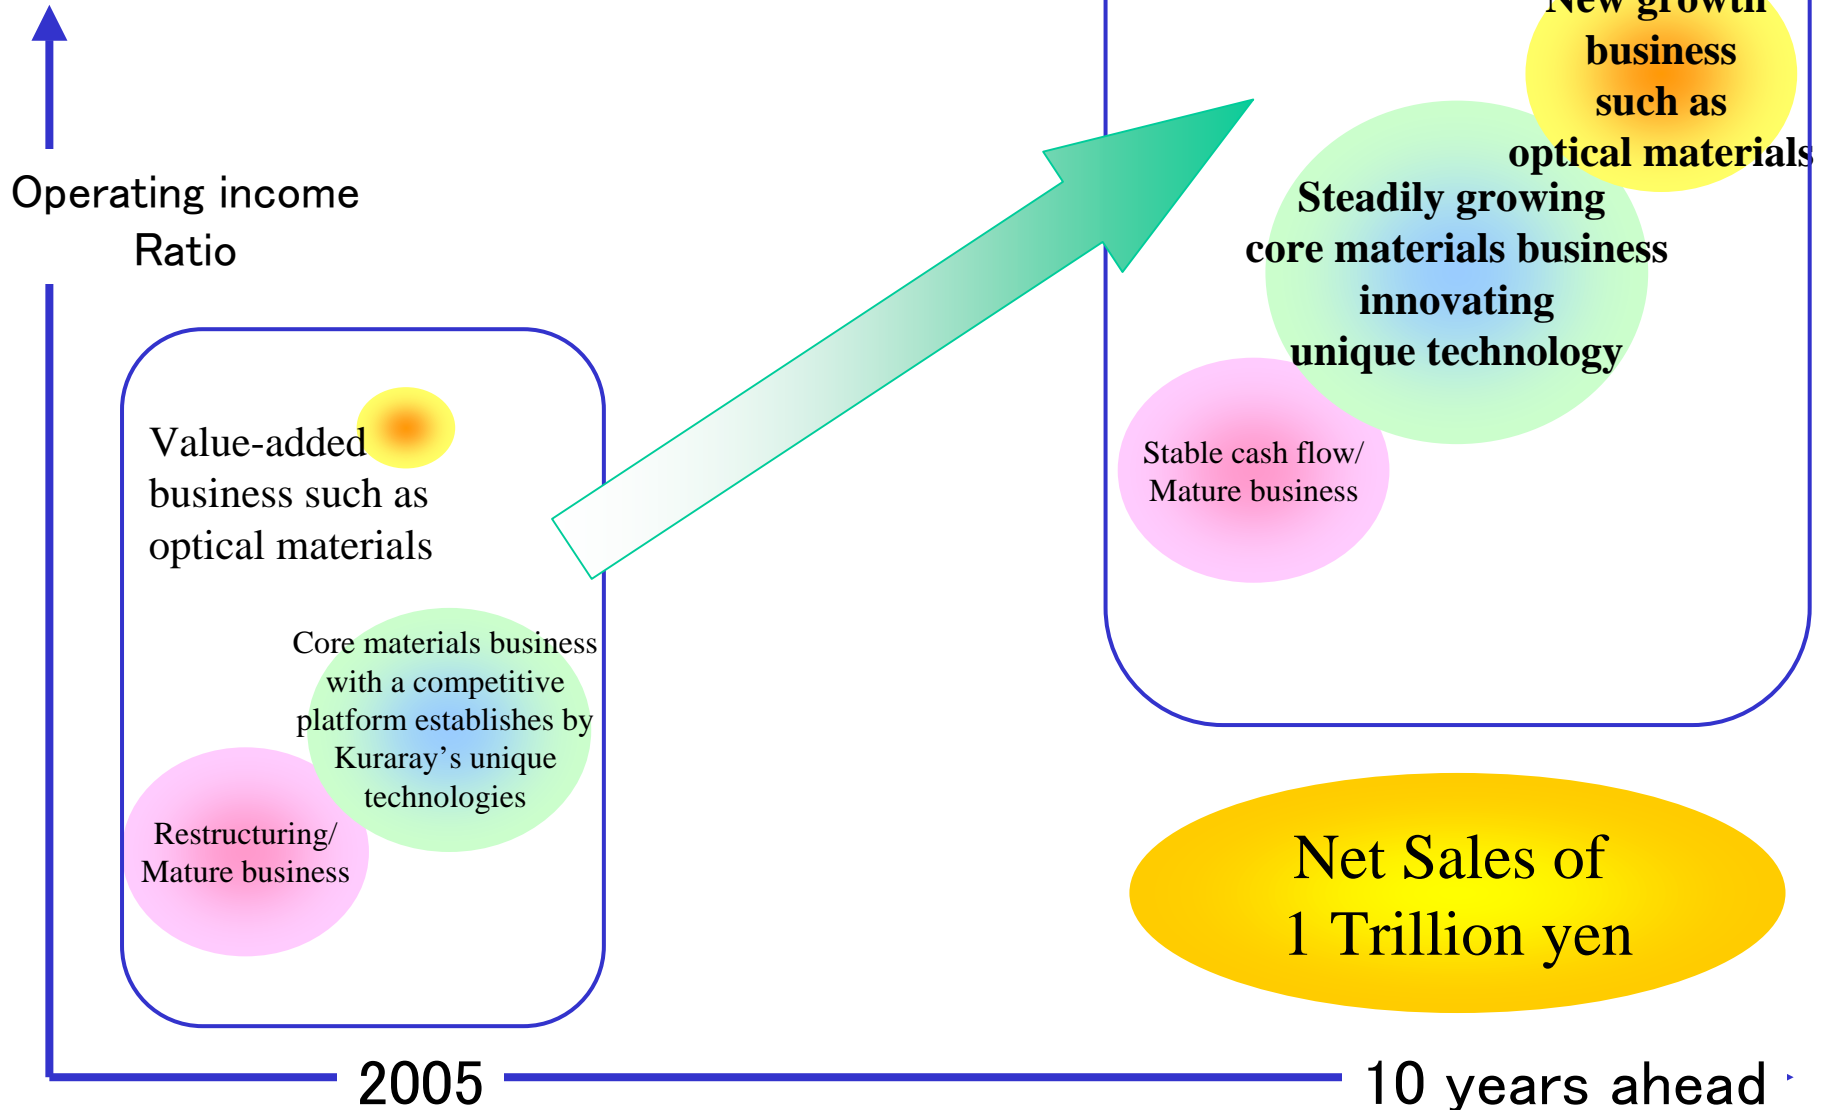 New growth
business
such as
optical materials
Operating income
Ratio
Steadily growing
core materials business
innovating
unique technology
Value-added
business such as
optical materials
Stable cash flow/
Mature business
Core materials business
with a competitive
platform establishes by
Kuraray’s unique
technologies
Restructuring/
Mature business
Net Sales of
1 Trillion yen
2005
10 years ahead